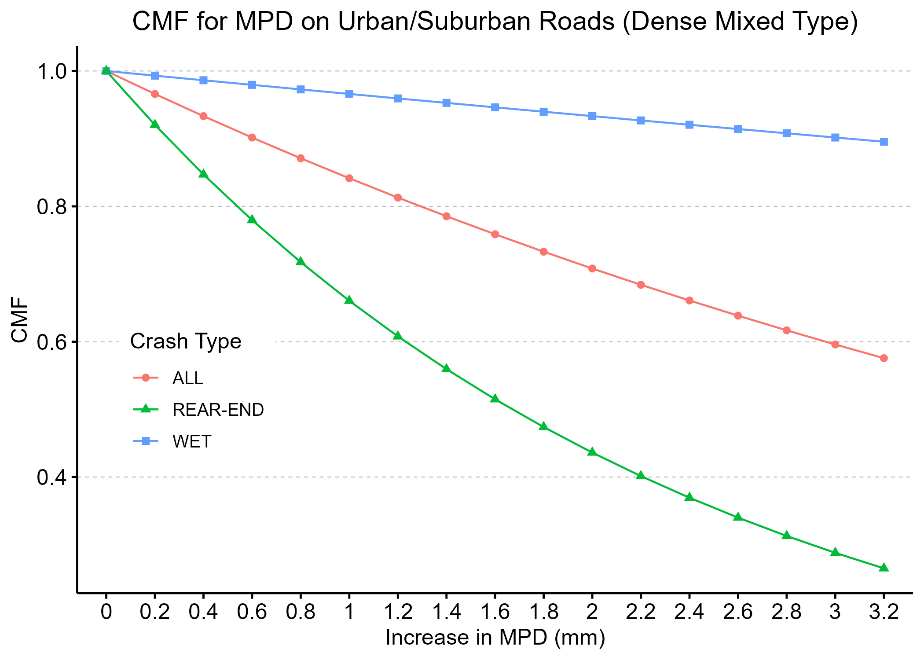 CMF for MPD on Urban/Suburban Roads (Dense Mixed Type)
1.0
0.8
0.6
0.4
CMF
Crash Type
ALL
REAR-END
WET
0 0.2 0.4 0.6 0.8 1 1.2 1.4 1.6 1.8 2 2.2 2.4 2.6 2.8 3 3.2
Increase in MPD (mm)